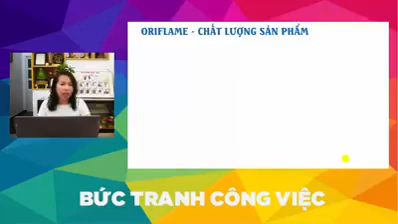 ORIFLAME - CHẤT LƯỢNG SẢN PHẨM
BỨC TRANH CÔNG VIỆC